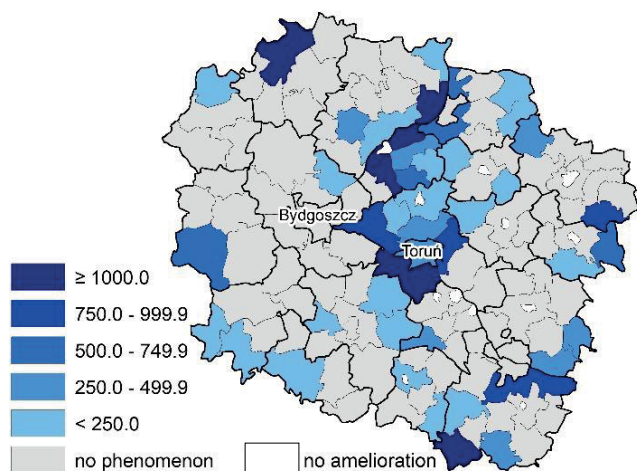 Bydgoszcz
Toruń
≥ 1000.0
750.0 - 999.9
500.0 - 749.9
250.0 - 499.9
< 250.0
no phenomenon
no amelioration